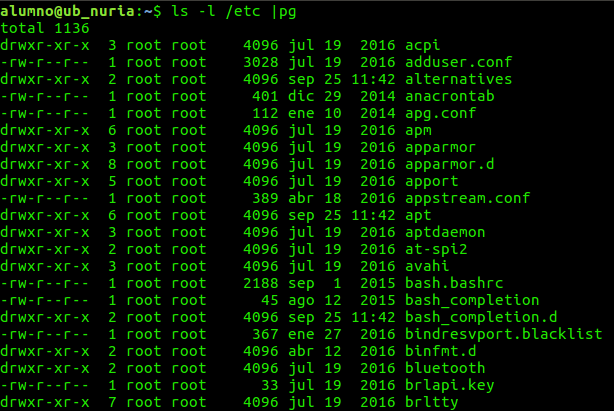 alumno@ub_nuria:~$ ls -l /etc |pg
total 1136
drwxr-xr-x  3 root root    4096 jul 19  2016 acpi
-rw-r--r--  1 root root    3028 jul 19  2016 adduser.conf
drwxr-xr-x  2 root root    4096 sep 25 11:42 alternatives
-rw-r--r--  1 root root     401 dic 29  2014 anacrontab
-rw-r--r--  1 root root     112 ene 10  2014 apg.conf
drwxr-xr-x  6 root root    4096 jul 19  2016 apm
drwxr-xr-x  3 root root    4096 jul 19  2016 apparmor
drwxr-xr-x  8 root root    4096 jul 19  2016 apparmor.d
drwxr-xr-x  5 root root    4096 jul 19  2016 apport
-rw-r--r--  1 root root     389 abr 18  2016 appstream.conf
drwxr-xr-x  6 root root    4096 sep 25 11:42 apt
drwxr-xr-x  3 root root    4096 jul 19  2016 aptdaemon
drwxr-xr-x  2 root root    4096 jul 19  2016 at-spi2
drwxr-xr-x  3 root root    4096 jul 19  2016 avahi
-rw-r--r--  1 root root    2188 sep  1  2015 bash.bashrc
-rw-r--r--  1 root root      45 ago 12  2015 bash_completion
drwxr-xr-x  2 root root    4096 sep 25 11:42 bash_completion.d
-rw-r--r--  1 root root     367 ene 27  2016 bindresvport.blacklist
drwxr-xr-x  2 root root    4096 abr 12  2016 binfmt.d
drwxr-xr-x  2 root root    4096 jul 19  2016 bluetooth
-rw-r--r--  1 root root      33 jul 19  2016 brlapi.key
drwxr-xr-x  7 root root    4096 jul 19  2016 brltty